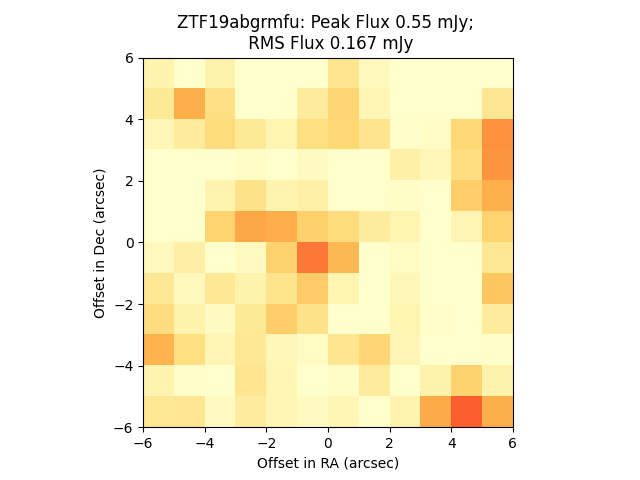 ZTF19abgrmfu: Peak Flux 0.55 mJy;
RMS Flux 0.167 mJy
6
4
2
0
−2
−4
−6
Offset in Dec (arcsec)
−6 −4 −2 0 2 4 6
Offset in RA (arcsec)